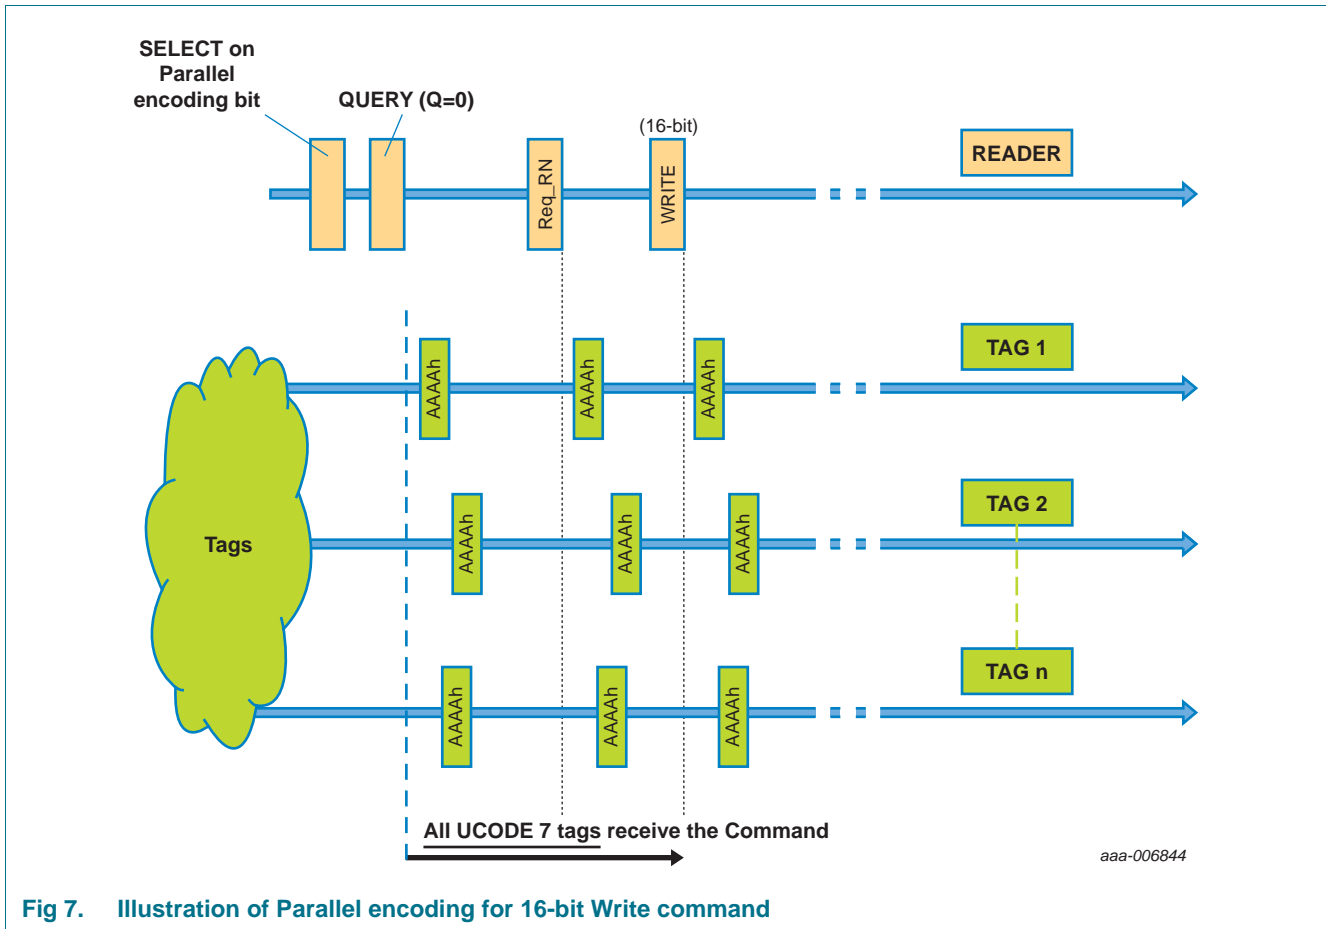 SELECT on
Parallel
encoding bit
QUERY (Q=0)
(16-bit)
Req_RN
WRITE
READER
AAAAh
AAAAh
AAAAh
TAG 1
Tags
AAAAh
AAAAh
AAAAh
TAG 2
AAAAh
AAAAh
AAAAh
TAG n
All UCODE 7 tags receive the Command
aaa-006844
Fig 7. Illustration of Parallel encoding for 16-bit Write command